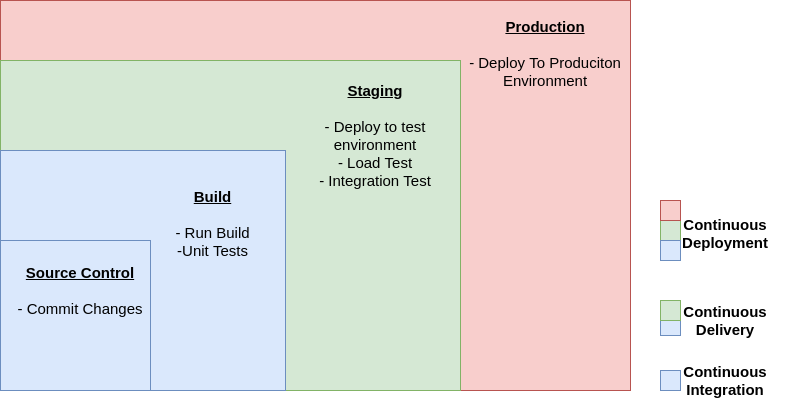 Production
- Deploy To Produciton
Environment
Staging
- Deploy to test
environment
- Load Test
- Integration Test
Build
- Run Build
-Unit Tests
Source Control
- Commit Changes
Continuous
Deployment
Continuous
Delivery
Continuous
Integration